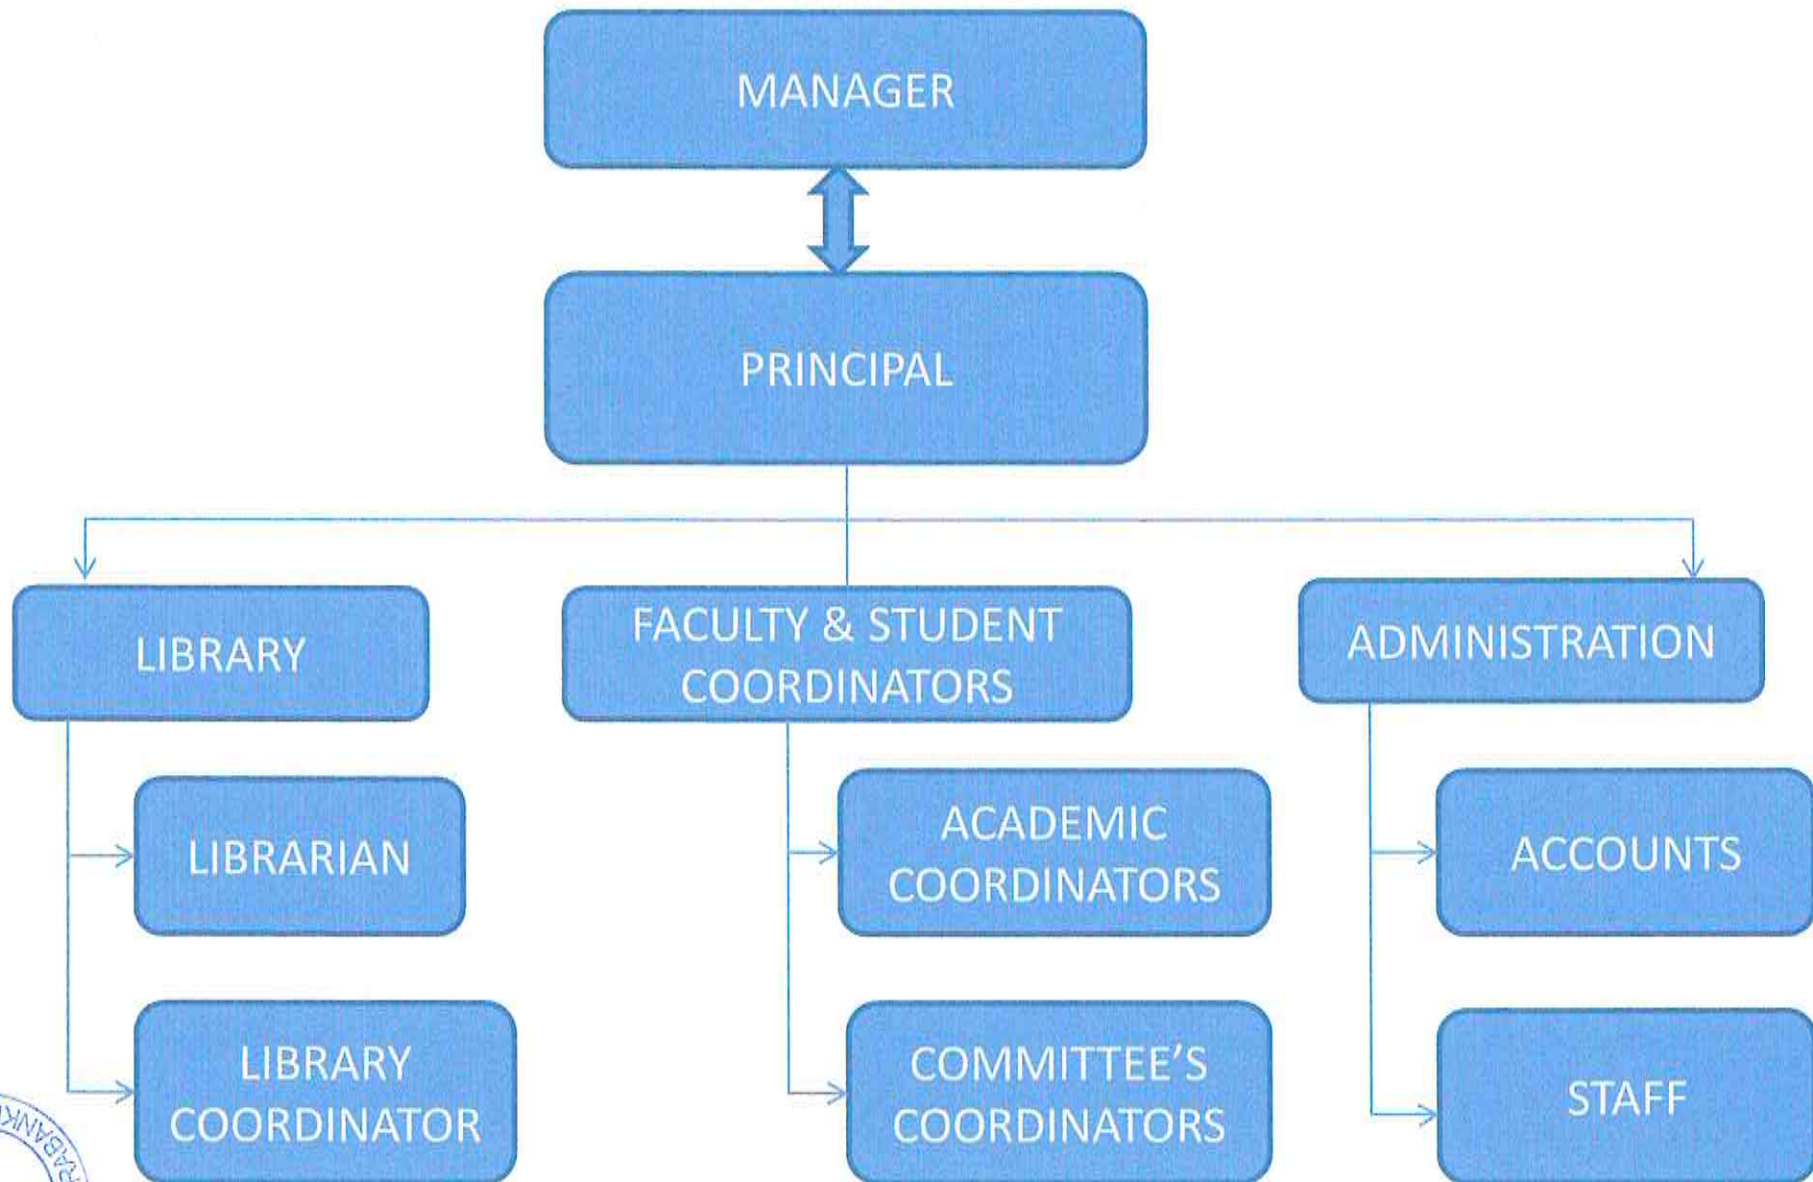 MANAGER
PRINCIPAL
LIBRARY
FACULTY & STUDENT
COORDINATORS
ADMINISTRATION
LIBRARIAN
ACADEMIC
COORDINATORS
ACCOUNTS
LIBRARY
COORDINATOR
COMMITTEE’S
COORDINATORS
STAFF